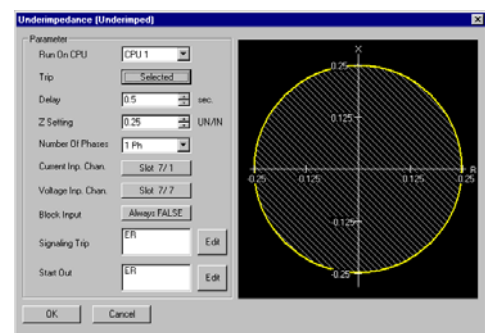 Underimpedance (Underimped)
Parameter
Run On CPU CPU 1
Trip Selected
Delay 0.5 sec.
Z Setting 0.25 UN/IN
Number Of Phases 1 Ph
Current Inp. Chan. Slot 7/ 1
Voltage Inp. Chan. Slot 7/ 7
Block Input Always FALSE
Signaling Trip ER Edit
Start Out ER Edit
OK Cancel
X
0.25
0.125
-0.25 -0.125 0.125 0.25 R
-0.125
-0.25